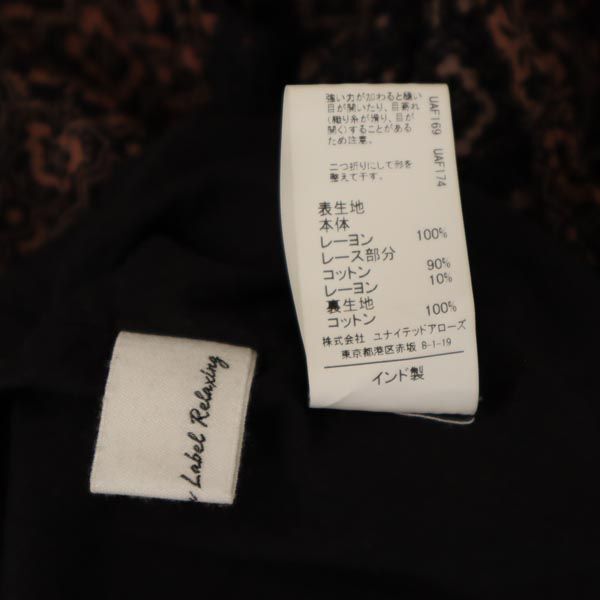 強い力が加わると縫い
目が開いたり、目寄れ
(織り糸が滑り、目が
開く)することがある
ため注意。
二つ折りにして形を
整えて干す。
UAF169 UAF174
表生地
本体
レーヨン 100%
レース部分
コットン 90%
レーヨン 10%
裏生地
コットン 100%
株式会社 ユナイテッドアローズ
東京都港区赤坂 8-1-19
インド製
Label Relaxing